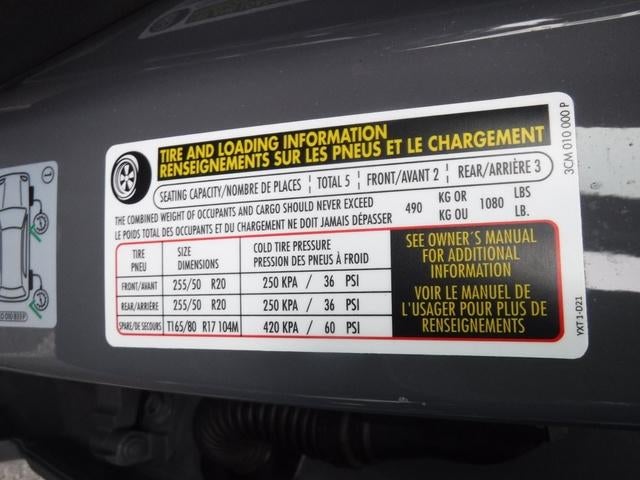 TIRE AND LOADING INFORMATION
RENSEIGNEMENTS SUR LES PNEUS ET LE CHARGEMENT
SEATING CAPACITY/NOMBRE DE PLACES | TOTAL 5 | FRONT/AVANT 2 | REAR/ARRIÈRE 3
THE COMBINED WEIGHT OF OCCUPANTS AND CARGO SHOULD NEVER EXCEED 490 KG OR 1080 LBS
LE POIDS TOTAL DES OCCUPANTS ET DU CHARGEMENT NE DOIT JAMAIS DÉPASSER KG OU LB.
TIRE SIZE COLD TIRE PRESSURE
PNEU DIMENSIONS PRESSION DES PNEUS À FROID
FRONT/AVANT 255/50 R20 250 KPA / 36 PSI
REAR/ARRIÈRE 255/50 R20 250 KPA / 36 PSI
SPARE/DE SECOURS T165/80 R17 104M 420 KPA / 60 PSI
SEE OWNER'S MANUAL
FOR ADDITIONAL
INFORMATION
VOIR LE MANUEL DE
L'USAGER POUR PLUS DE
RENSEIGNEMENTS
3CM 010 000 P
YXT 1-D21